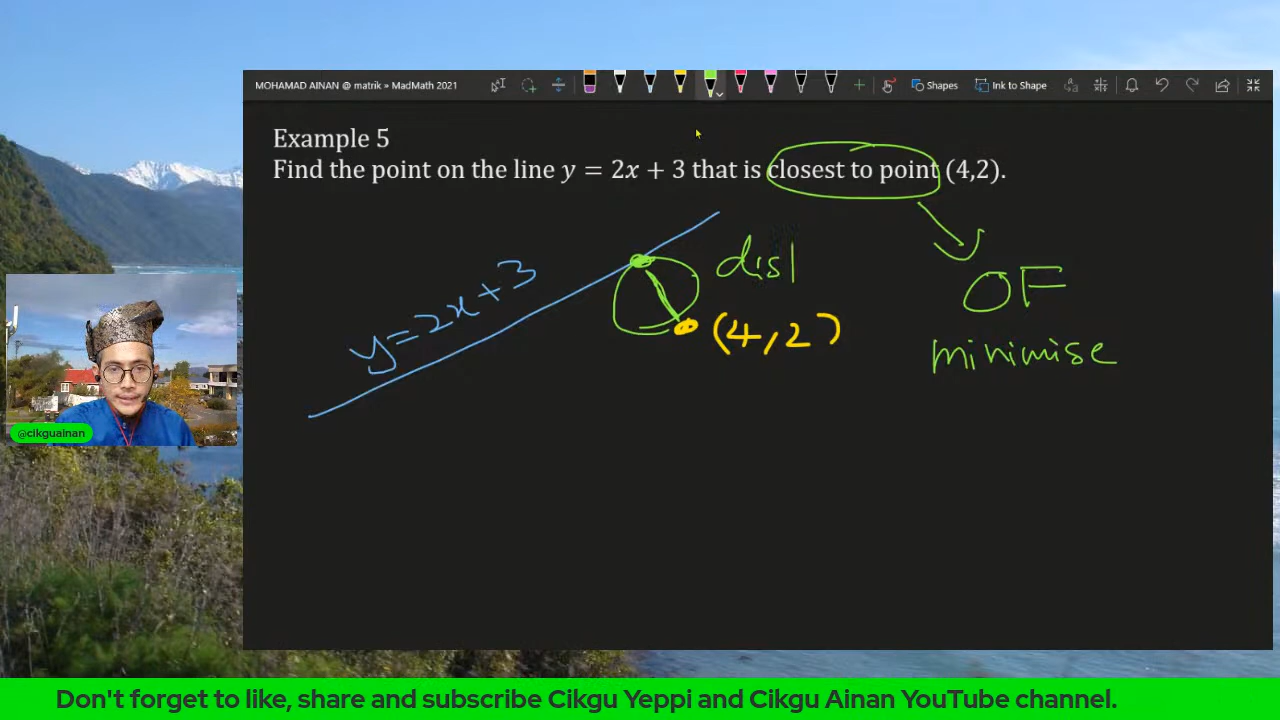 MOHAMAD AINAN @ matrik » MadMath 2021
Shapes
Ink to Shape
Example 5
Find the point on the line y = 2x + 3 that is closest to point (4,2).
y=2x+3
(4,2)
OF
minimise
@cikguainan
Don't forget to like, share and subscribe Cikgu Yeppi and Cikgu Ainan YouTube channel.